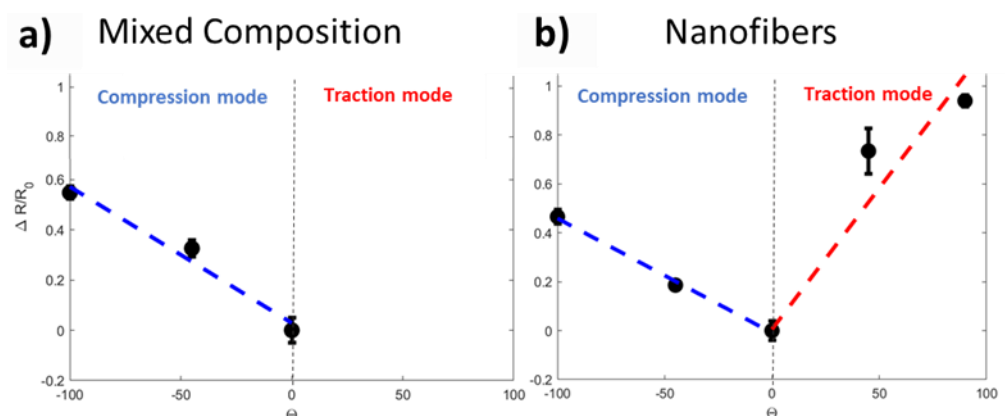 a) Mixed Composition
Compression mode
Traction mode
Δ R/R0
1
0.8
0.6
0.4
0.2
0
-0.2
-100
-50
0
50
100
Θ
b) Nanofibers
Compression mode
Traction mode
1
0.8
0.6
0.4
0.2
0
-0.2
-100
-50
0
50
100
Θ